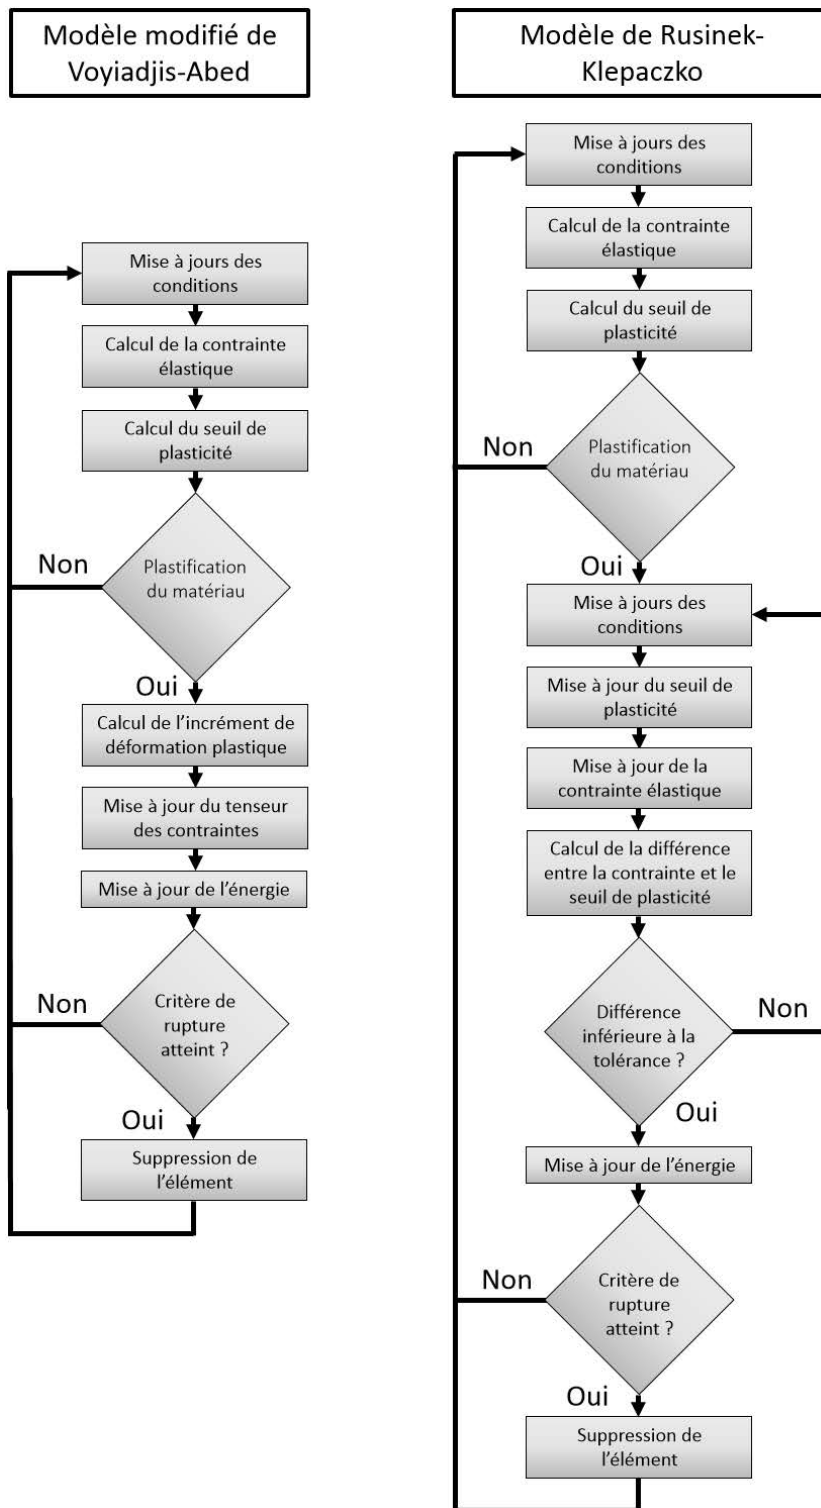 Modèle modifié de
Voyiadjis-Abed
Mise à jours des
conditions
Calcul de la contrainte
élastique
Calcul du seuil de
plasticité
Non
Plastification
du matériau
Oui
Calcul de l'incrément de
déformation plastique
Mise à jour du tenseur
des contraintes
Mise à jour de l'énergie
Non
Critère de
rupture
atteint ?
Oui
Suppression de
l'élément
Modèle de Rusinek-
Klepaczko
Mise à jours des
conditions
Calcul de la contrainte
élastique
Calcul du seuil de
plasticité
Non
Plastification
du matériau
Oui
Mise à jours des
conditions
Mise à jour du seuil de
plasticité
Mise à jour de la
contrainte élastique
Calcul de la différence
entre la contrainte et le
seuil de plasticité
Différence
inférieure à la
tolérance ?
Non
Oui
Mise à jour de l'énergie
Non
Critère de
rupture
atteint ?
Oui
Suppression de
l'élément